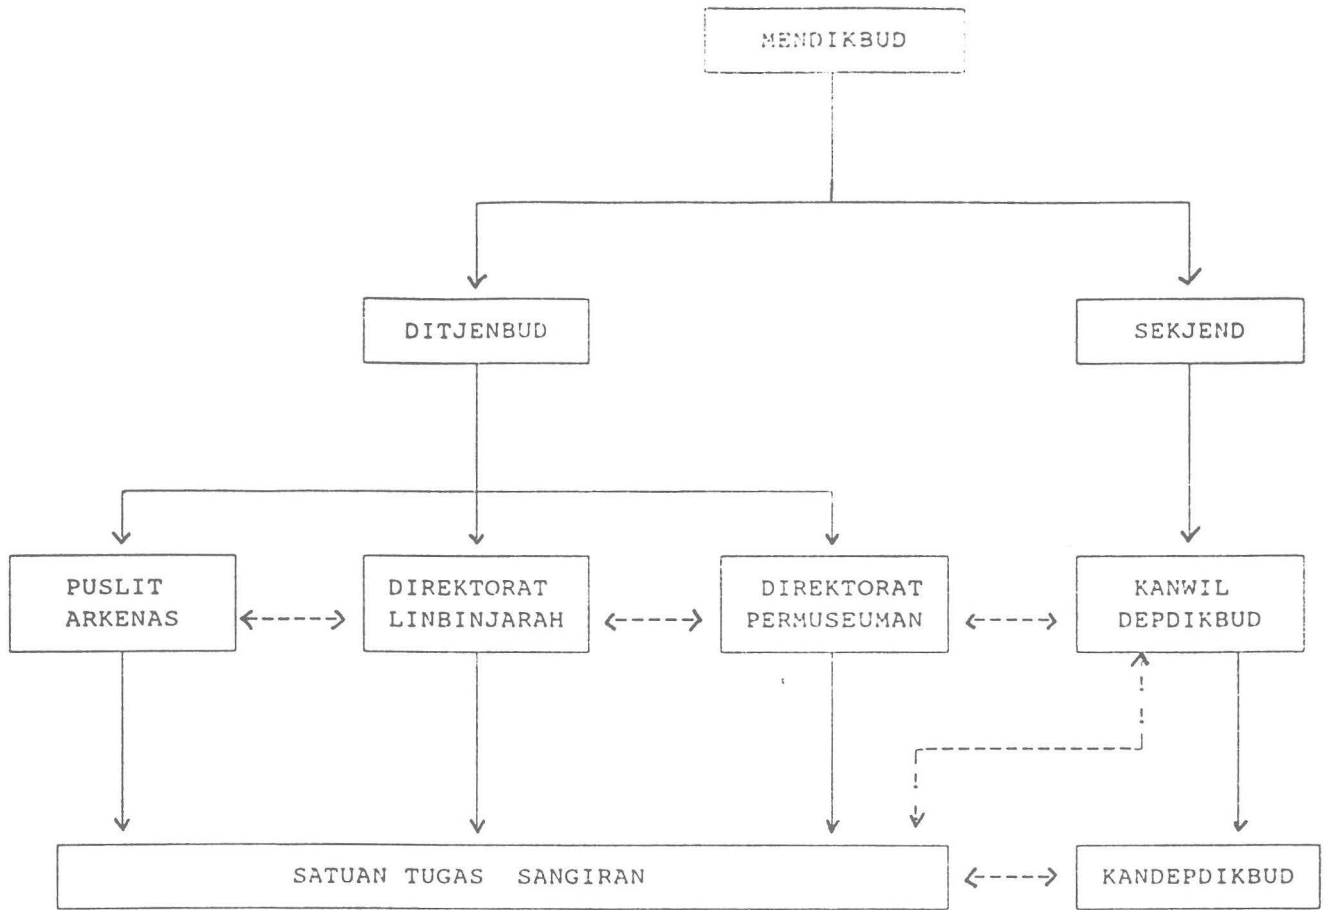 MENDIKBUD
DITJENBUD
SEKJEND
PUSLIT
ARKENAS
DIREKTORAT
LINBINJARAH
DIREKTORAT
PERMUSEUMAN
KANWIL
DEPDIKBUD
SATUAN TUGAS SANGIRAN
KANDEPDIKBUD